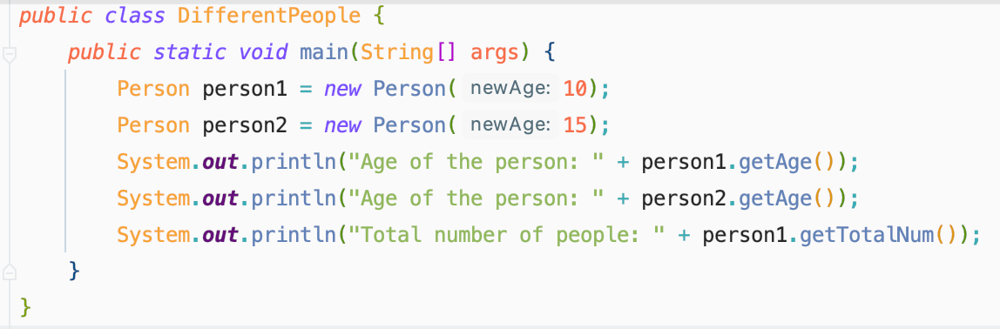 public class DifferentPeople {
public static void main(String[] args) {
Person person1 = new Person( newAge: 10);
Person person2 = new Person( newAge: 15);
System.out.println("Age of the person: " + person1.getAge());
System.out.println("Age of the person: " + person2.getAge());
System.out.println("Total number of people: " + person1.getTotalNum());
}
}